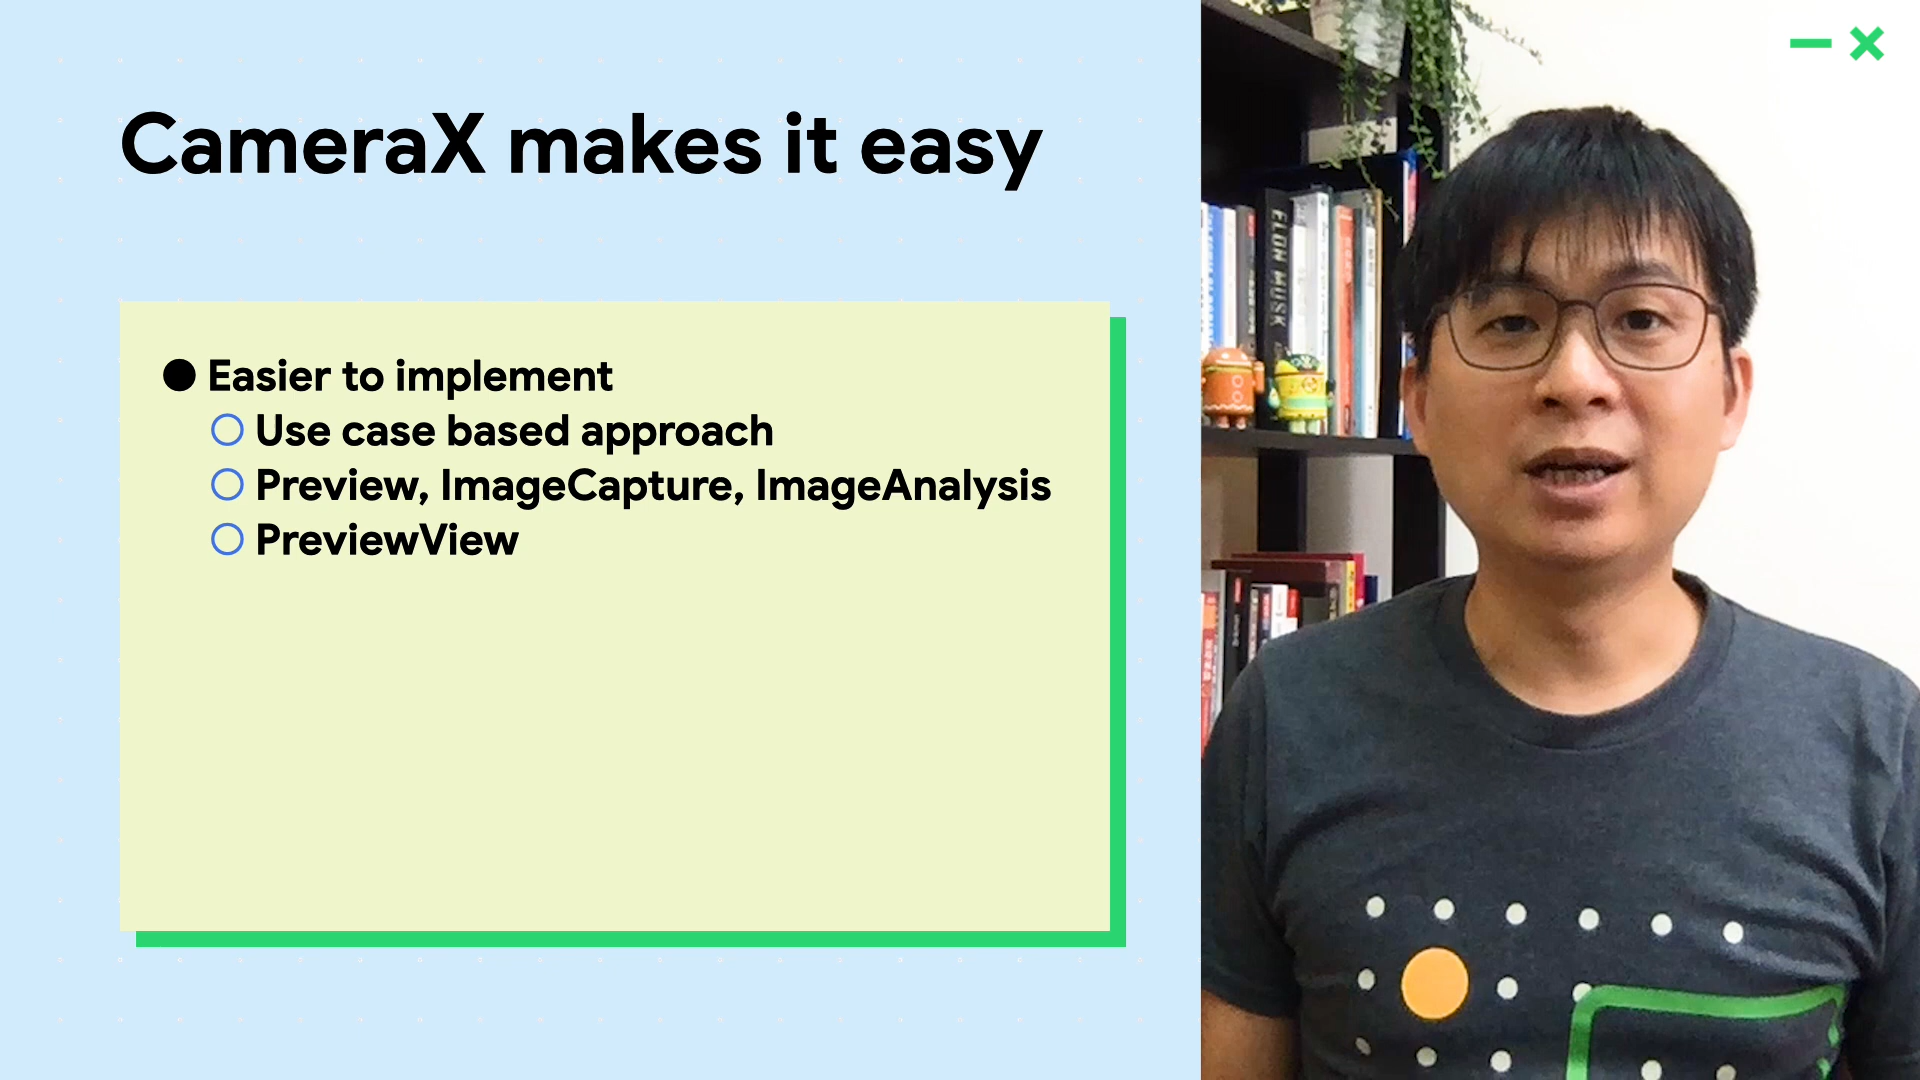 CameraX makes it easy
Easier to implement
Use case based approach
Preview, ImageCapture, ImageAnalysis
PreviewView
ELON MUSK